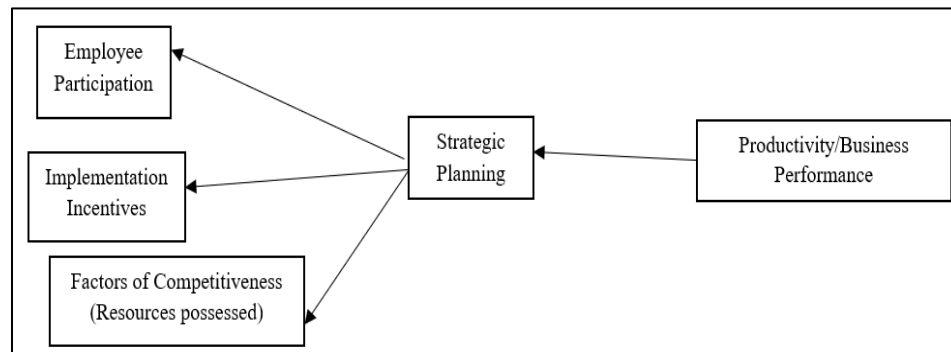 Employee
Participation
Implementation
Incentives
Factors of Competitiveness
(Resources possessed)
Strategic
Planning
Productivity/Business
Performance